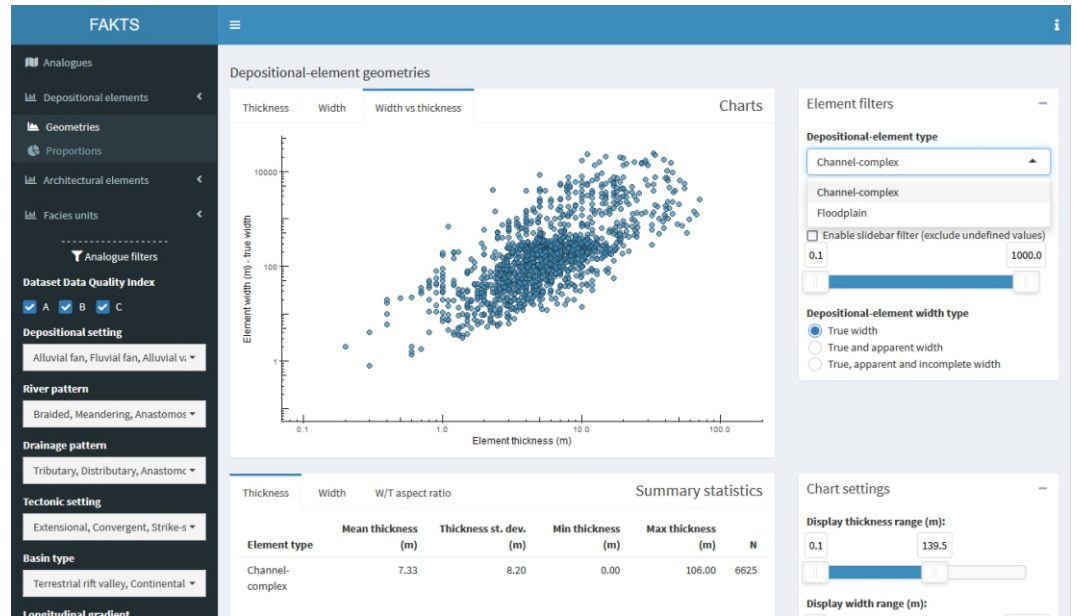 FAKTS
Analogues
Depositional elements
Geometries
Proportions
Architectural elements
Facies units
Analogue filters
Dataset Data Quality Index
A B C
Depositional setting
Alluvial fan, Fluvial fan, Alluvial va
River pattern
Braided, Meandering, Anastomos
Drainage pattern
Tributary, Distributary, Anastomo
Tectonic setting
Extensional, Convergent, Strike-s
Basin type
Terrestrial rift valley, Continental
Longitudinal gradient
Depositional-element geometries
Thickness Width Width vs thickness Charts
Element width (m) - true width
10000
100
1
0.1 1.0 10.0 100.0
Element thickness (m)
Element filters
Depositional-element type
Channel-complex
Channel-complex
Floodplain
Enable slidebar filter (exclude undefined values)
0.1 1000.0
Depositional-element width type
True width
True and apparent width
True, apparent and incomplete width
Thickness Width W/T aspect ratio Summary statistics
Element type Mean thickness (m) Thickness st. dev. (m) Min thickness (m) Max thickness (m) N
Channel-complex 7.33 8.20 0.00 106.00 6625
Chart settings
Display thickness range (m):
0.1 139.5
Display width range (m):